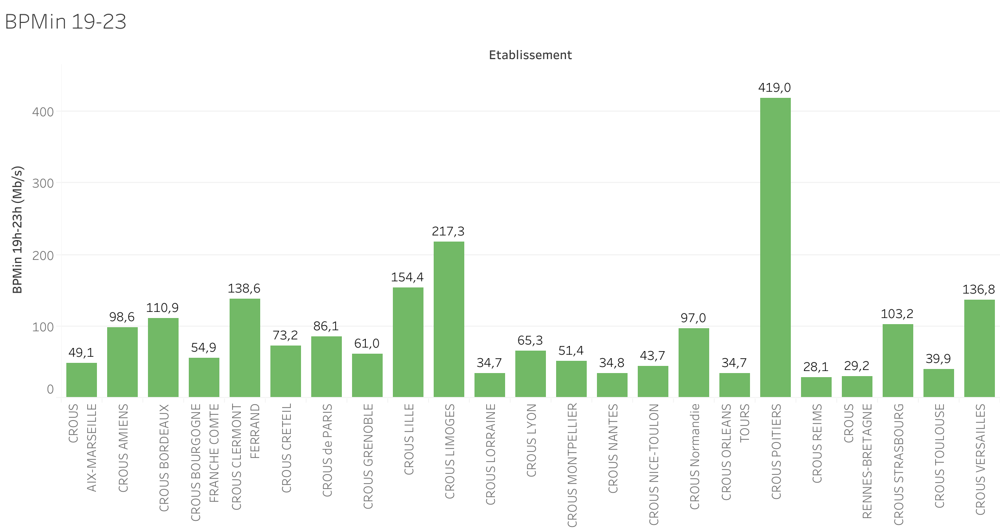 BPMin 19-23
Etablissement
BPMin 19h-23h (Mb/s)
400
300
200
100
0
49,1
98,6
110,9
54,9
138,6
73,2
86,1
61,0
154,4
217,3
34,7
65,3
51,4
34,8
43,7
97,0
34,7
419,0
28,1
29,2
103,2
39,9
136,8
CROUS
AIX-MARSEILLE
CROUS AMIENS
CROUS BORDEAUX
CROUS BOURGOGNE
FRANCHE COMTE
CROUS CLERMONT
FERRAND
CROUS CRETEIL
CROUS de PARIS
CROUS GRENOBLE
CROUS LILLE
CROUS LIMOGES
CROUS LORRAINE
CROUS LYON
CROUS MONTPELLIER
CROUS NANTES
CROUS NICE-TOULON
CROUS Normandie
CROUS ORLEANS
TOURS
CROUS POITIERS
CROUS REIMS
CROUS
RENNES-BRETAGNE
CROUS STRASBOURG
CROUS TOULOUSE
CROUS VERSAILLES